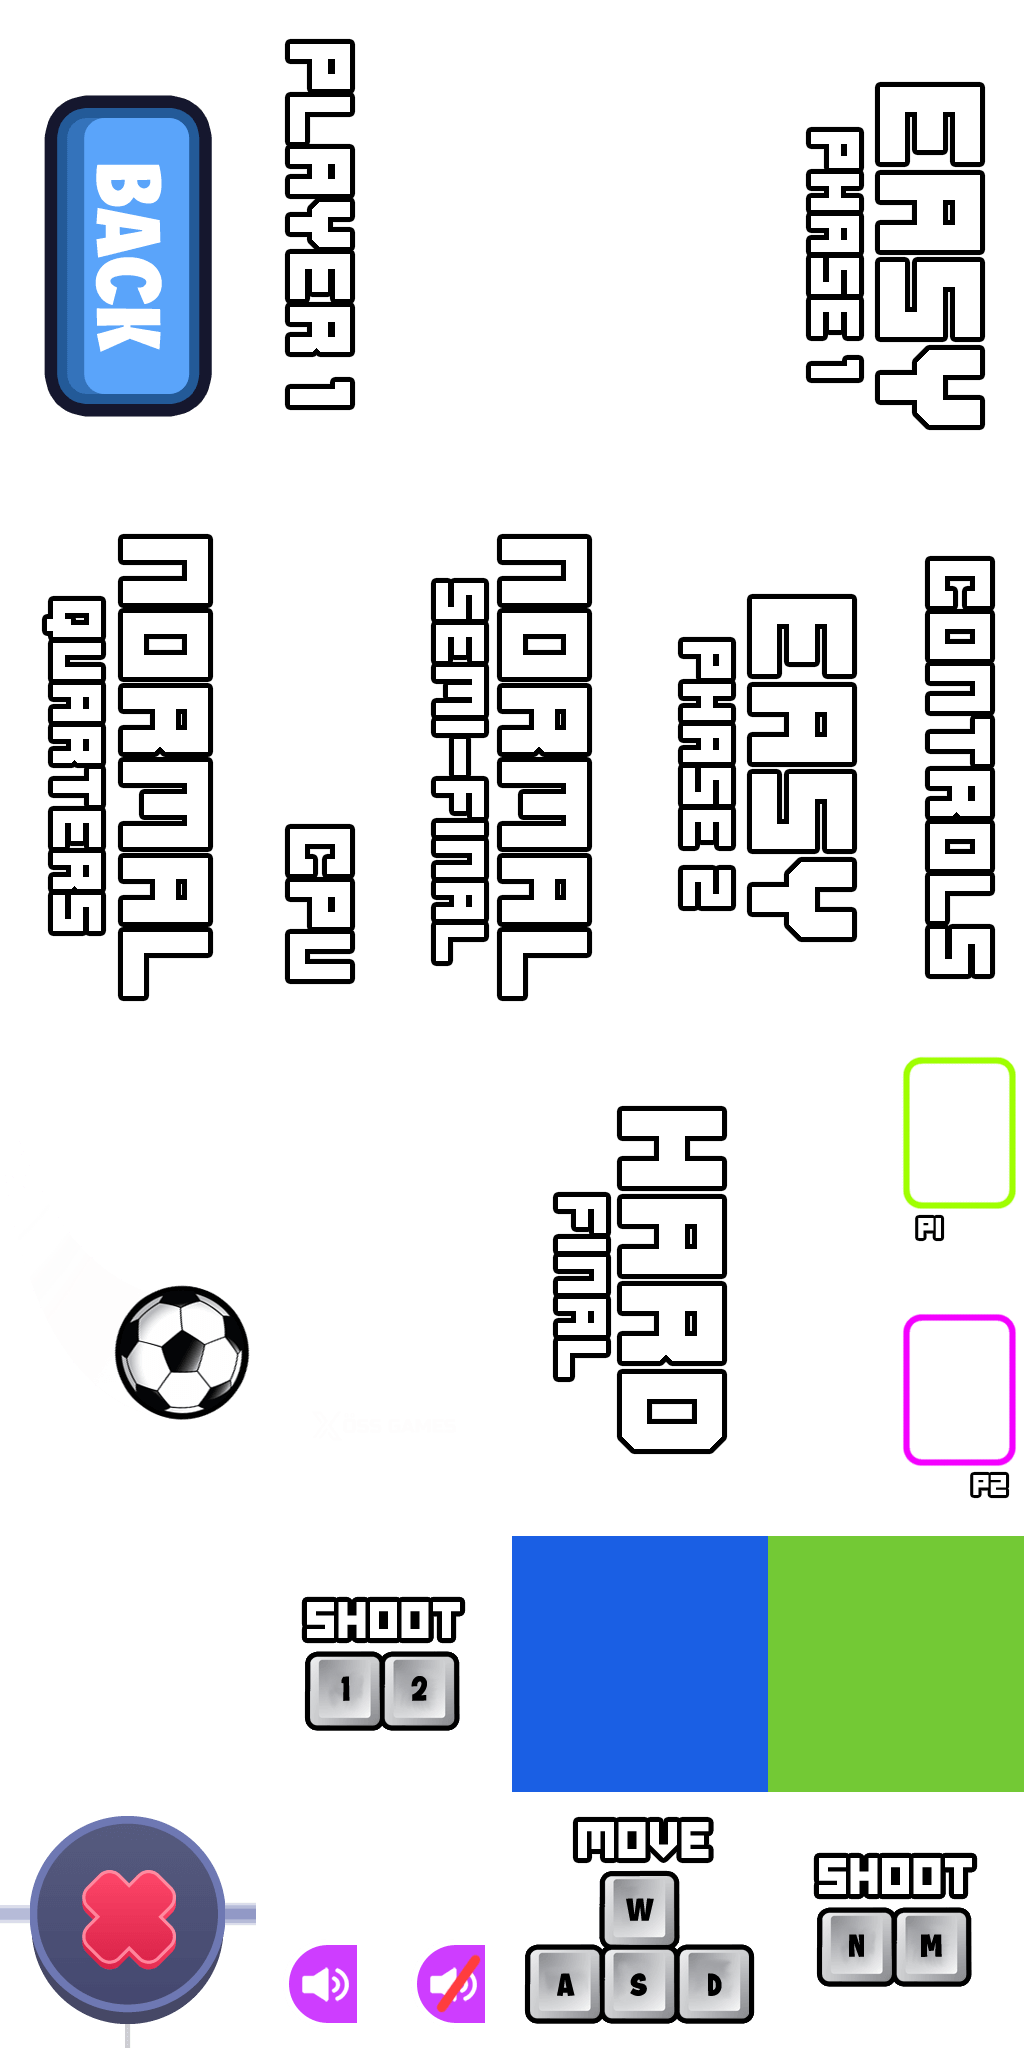 BACK
PLAYER 1
EASY
PHASE 1
NORMAL
QUARTERS
CPU
NORMAL
SEMI-FINAL
EASY
PHASE 2
CONTROLS
HARD
FINAL
P1
P2
SHOOT
1 2
MOVE
W
A S D
SHOOT
N M